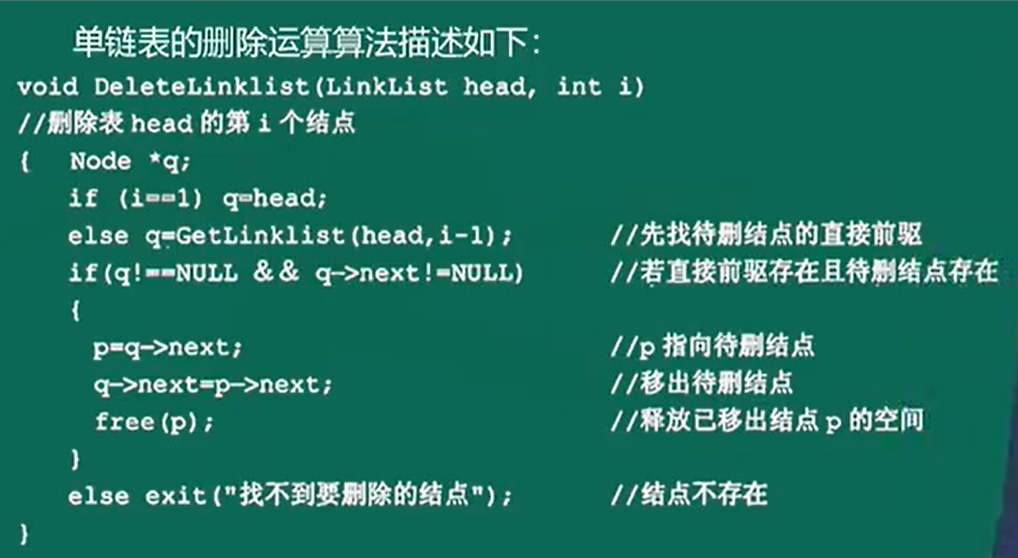 单链表的删除运算算法描述如下：
void DeleteLinklist(LinkList head, int i)
//删除表 head 的第 i 个结点
{ Node *q;
if (i==1) q=head;
else q=GetLinklist(head,i-1); //先找待删结点的直接前驱
if(q!==NULL && q->next!=NULL) //若直接前驱存在且待删结点存在
{
p=q->next; //p 指向待删结点
q->next=p->next; //移出待删结点
free(p); //释放已移出结点 p 的空间
}
else exit("找不到要删除的结点"); //结点不存在
}